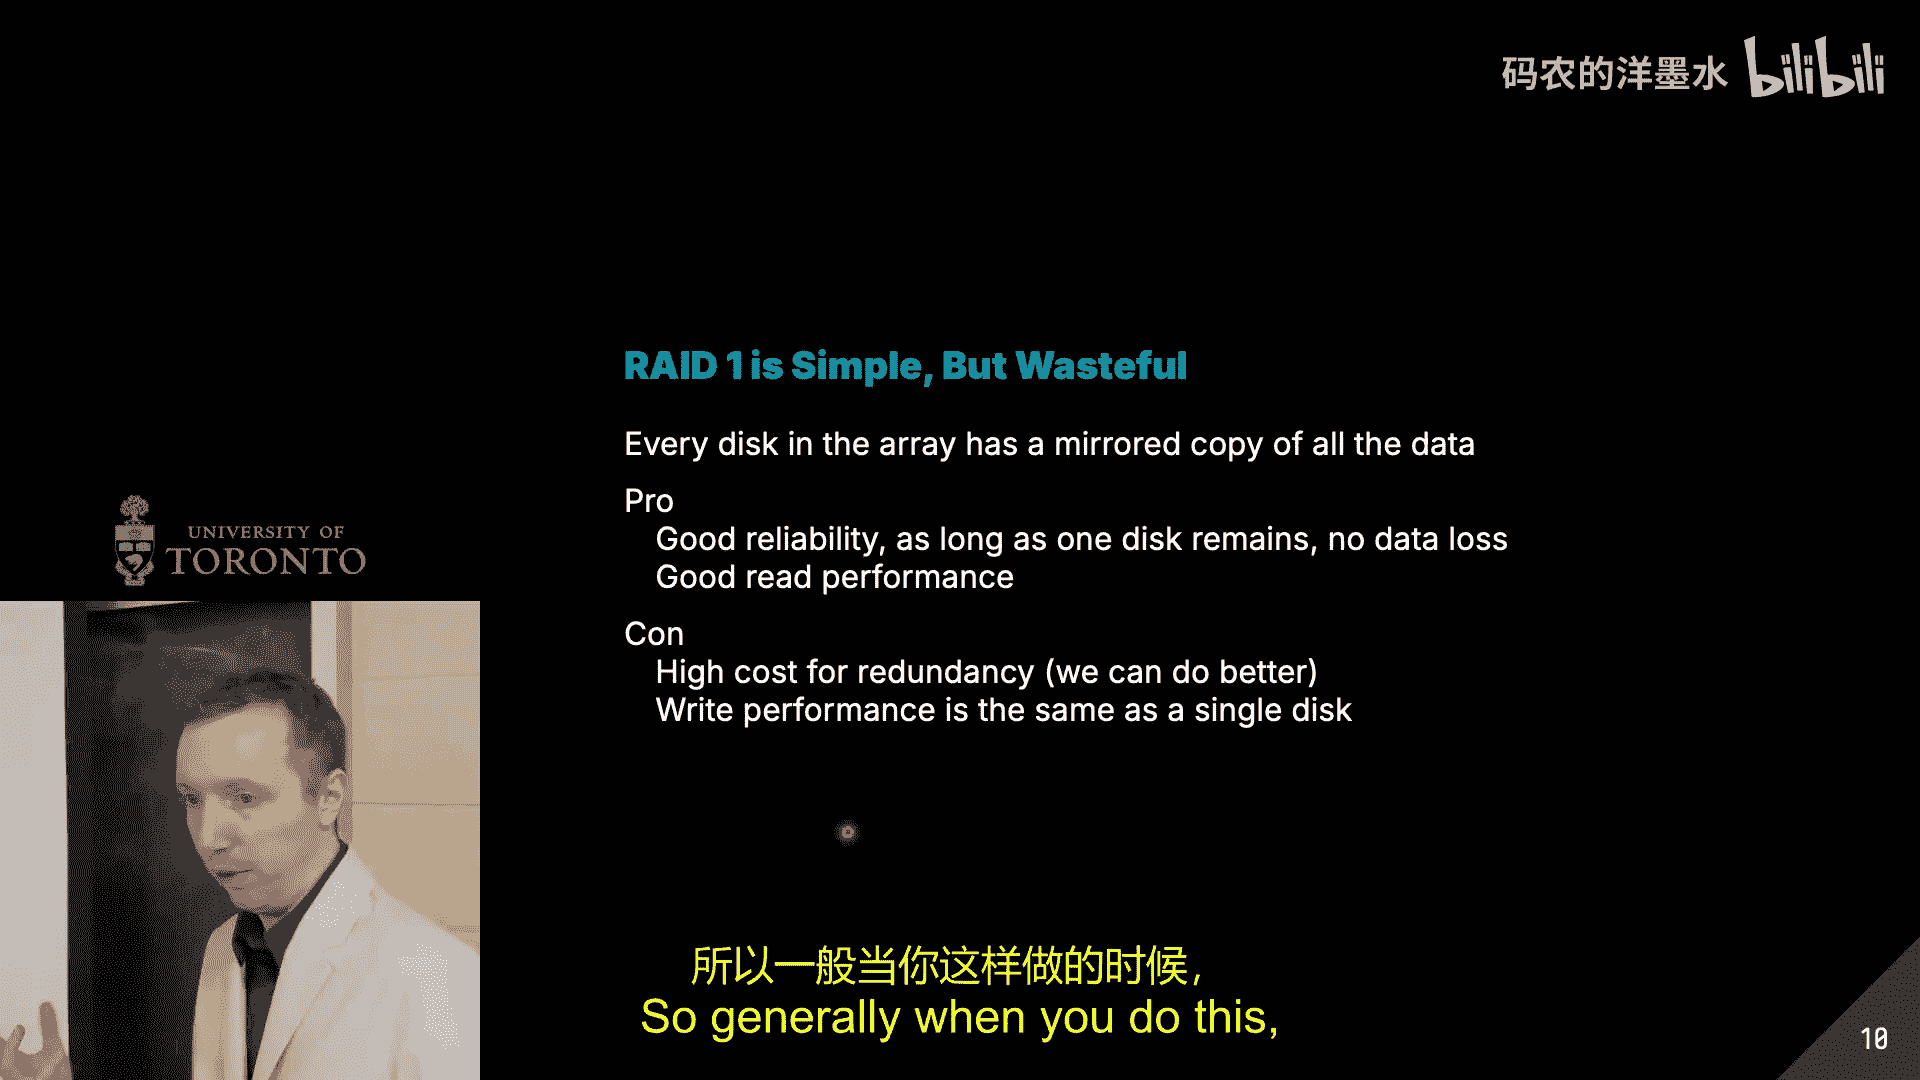 码农的洋墨水 bilibili
RAID 1 is Simple, But Wasteful
Every disk in the array has a mirrored copy of all the data
Pro
Good reliability, as long as one disk remains, no data loss
Good read performance
Con
High cost for redundancy (we can do better)
Write performance is the same as a single disk
UNIVERSITY OF
TORONTO
所以一般当你这样做的时候，
So generally when you do this,
10